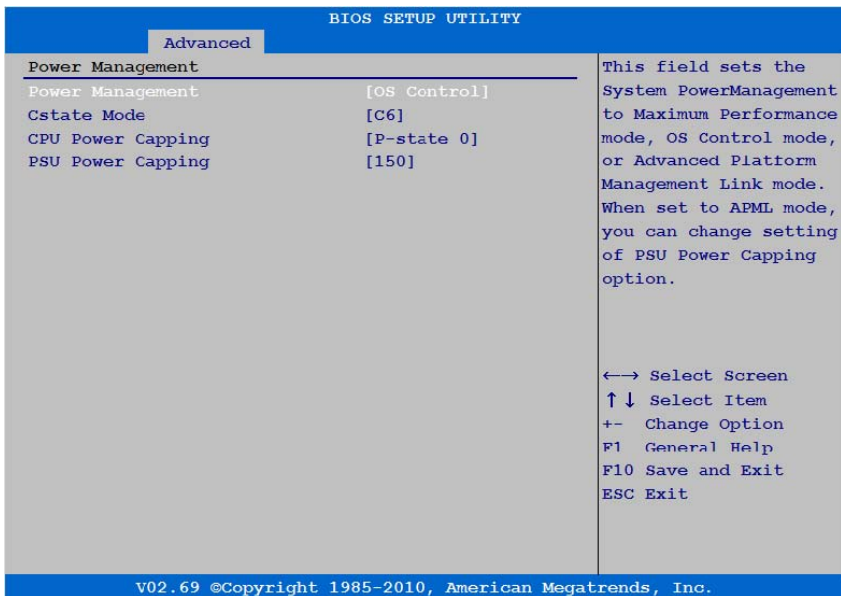 BIOS SETUP UTILITY
Advanced
Power Management
Power Management [OS Control]
Cstate Mode [C6]
CPU Power Capping [P-state 0]
PSU Power Capping [150]
This field sets the
System PowerManagement
to Maximum Performance
mode, OS Control mode,
or Advanced Platform
Management Link mode.
When set to APML mode,
you can change setting
of PSU Power Capping
option.
←→ Select Screen
↑↓ Select Item
+- Change Option
F1 General Help
F10 Save and Exit
ESC Exit
V02.69 ©Copyright 1985-2010, American Megatrends, Inc.